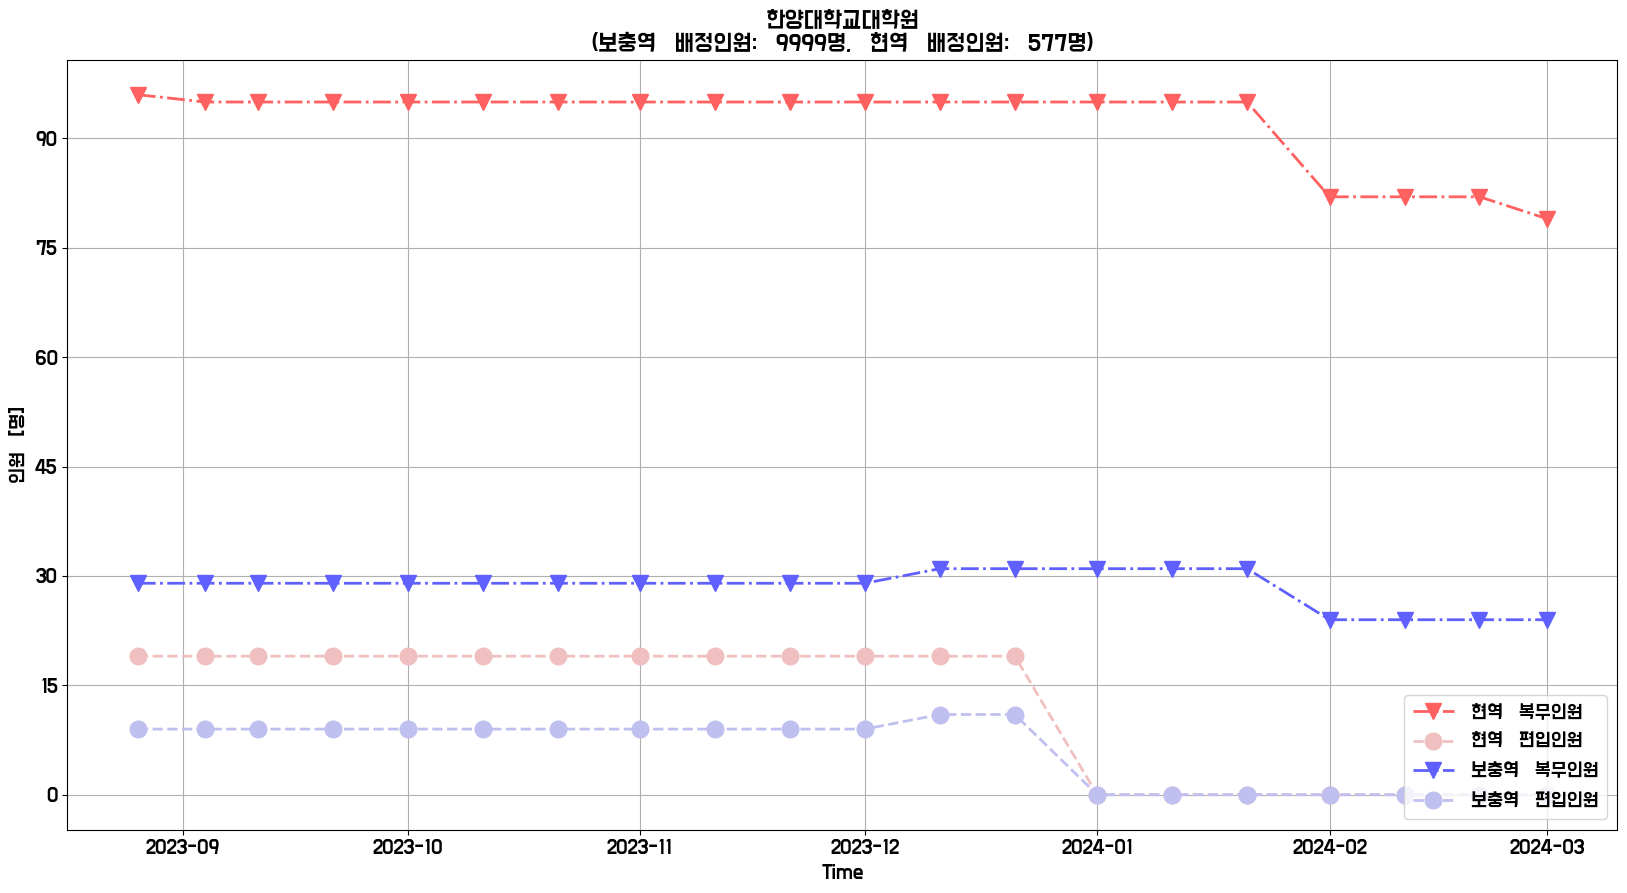 한양대학교대학원
(보충역 배정인원: 9999명, 현역 배정인원: 577명)
인원 [명]
90
75
60
45
30
15
0
현역 복무인원
현역 편입인원
보충역 복무인원
보충역 편입인원
2023-09 2023-10 2023-11 2023-12 2024-01 2024-02 2024-03
Time